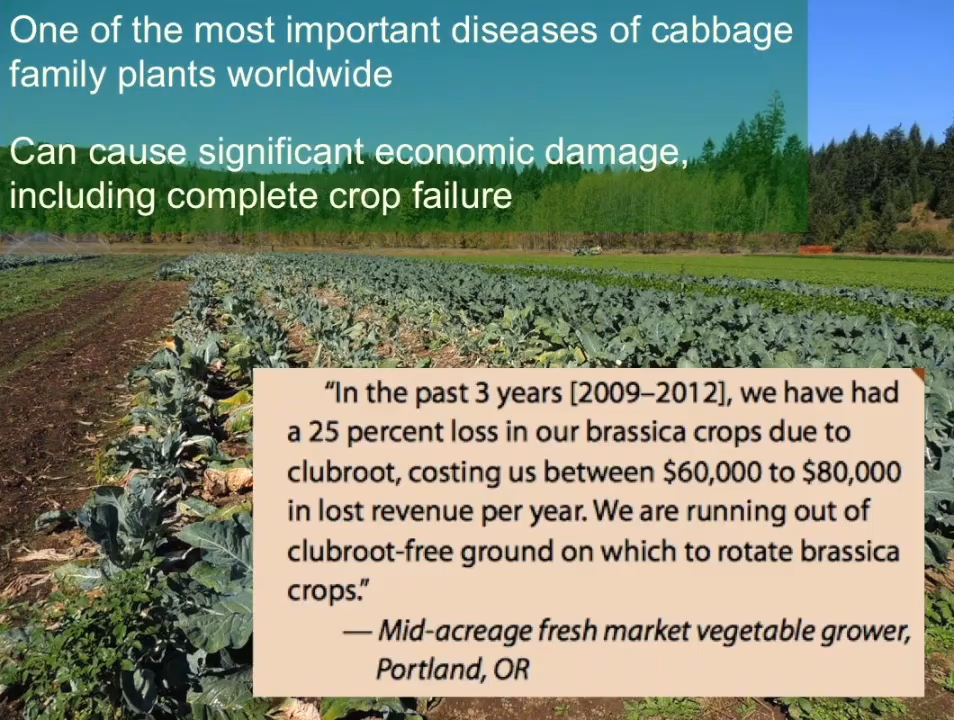 One of the most important diseases of cabbage
family plants worldwide
Can cause significant economic damage,
including complete crop failure
“In the past 3 years [2009–2012], we have had
a 25 percent loss in our brassica crops due to
clubroot, costing us between $60,000 to $80,000
in lost revenue per year. We are running out of
clubroot-free ground on which to rotate brassica
crops.”
— Mid-acreage fresh market vegetable grower,
Portland, OR